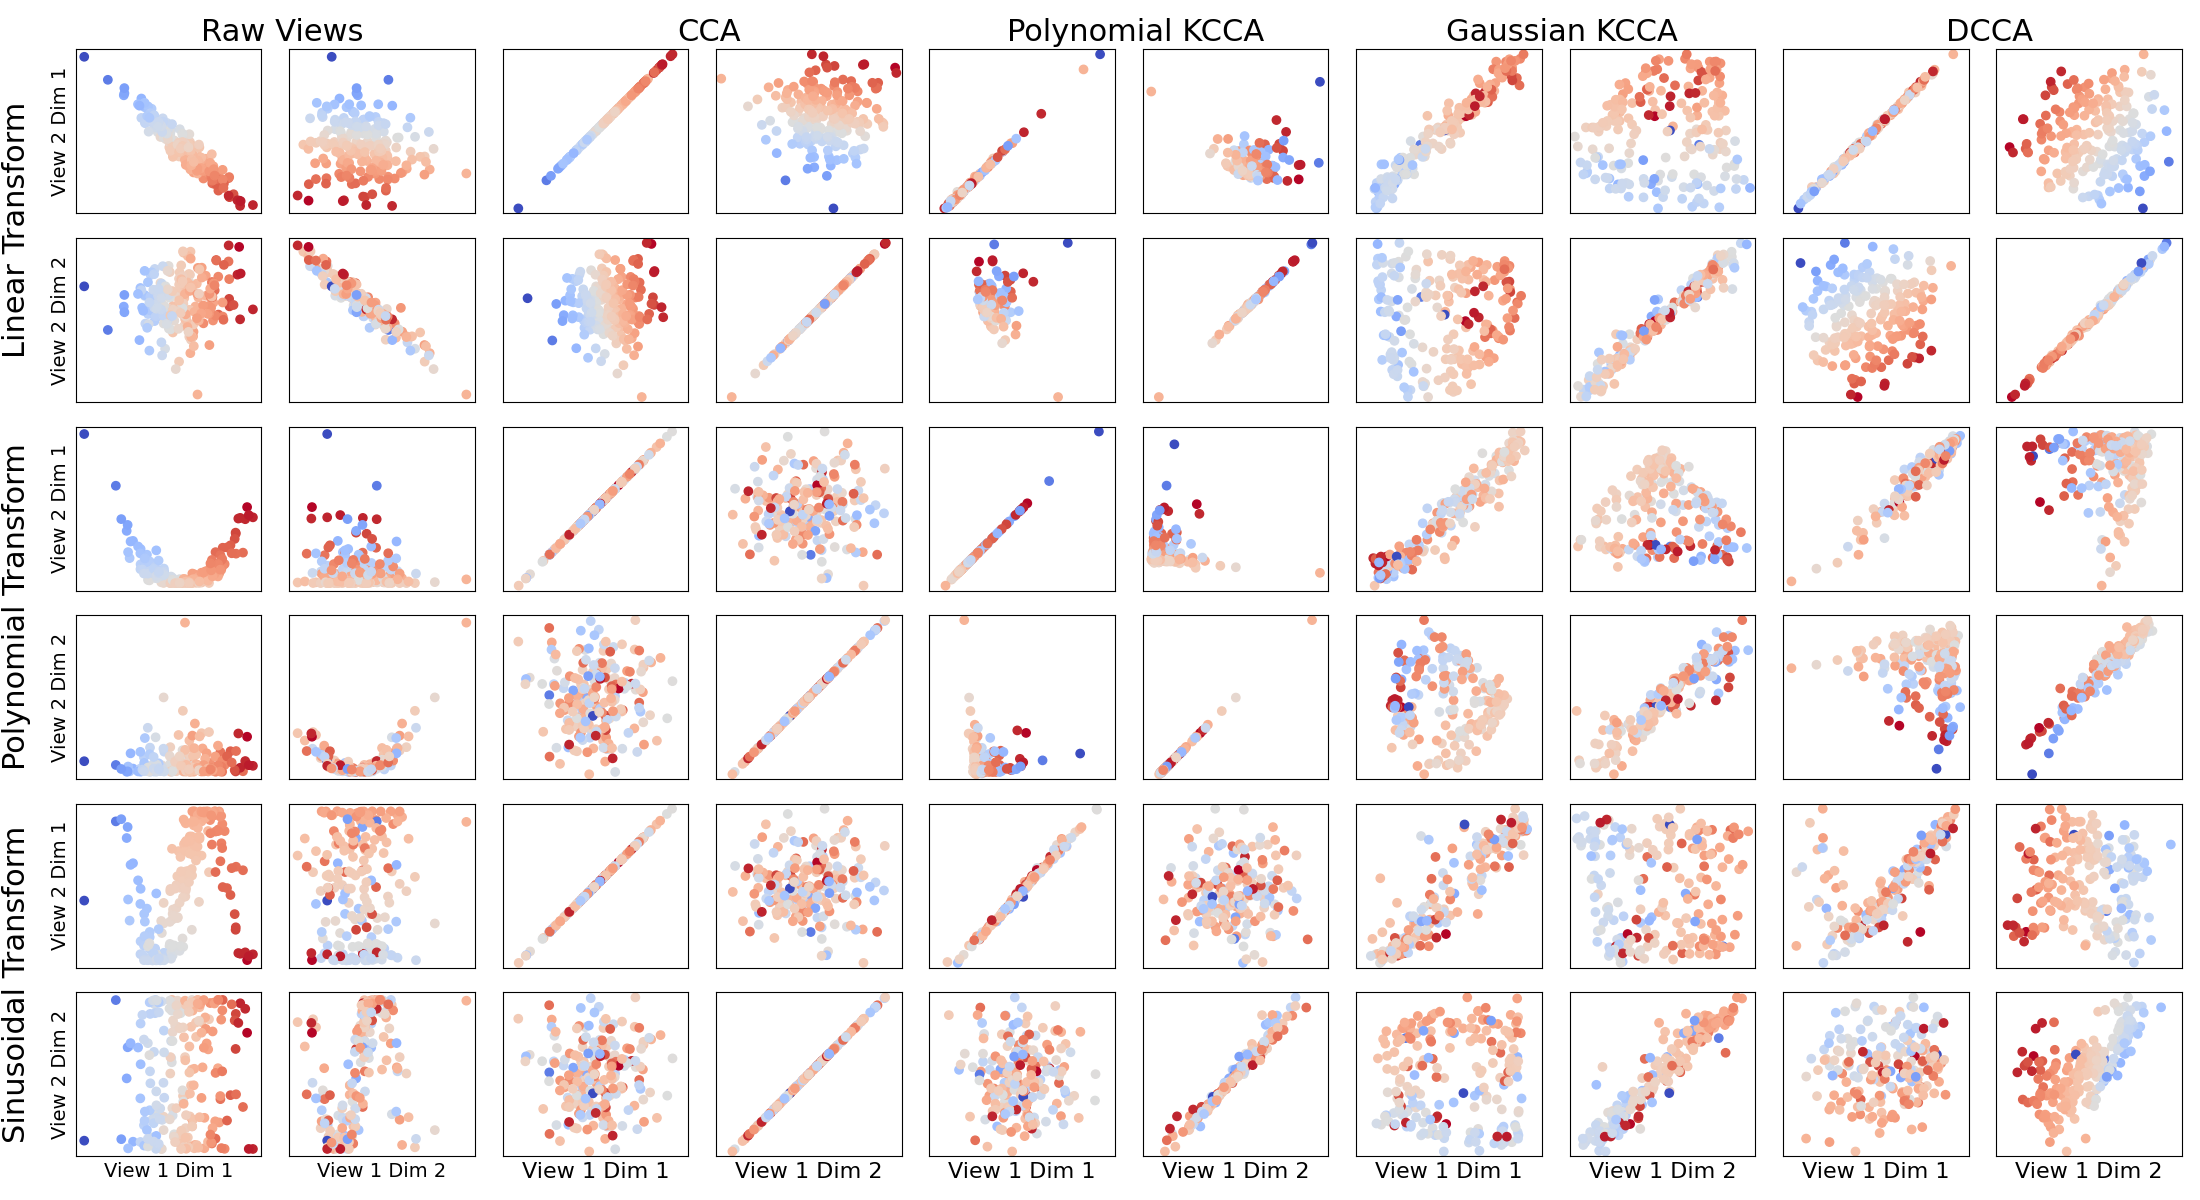 Raw Views
CCA
Polynomial KCCA
Gaussian KCCA
DCCA
Linear Transform
View 2 Dim 1
View 2 Dim 2
Polynomial Transform
View 2 Dim 1
View 2 Dim 2
Sinusoidal Transform
View 2 Dim 1
View 2 Dim 2
View 1 Dim 1
View 1 Dim 2
View 1 Dim 1
View 1 Dim 2
View 1 Dim 1
View 1 Dim 2
View 1 Dim 1
View 1 Dim 2
View 1 Dim 1
View 1 Dim 2